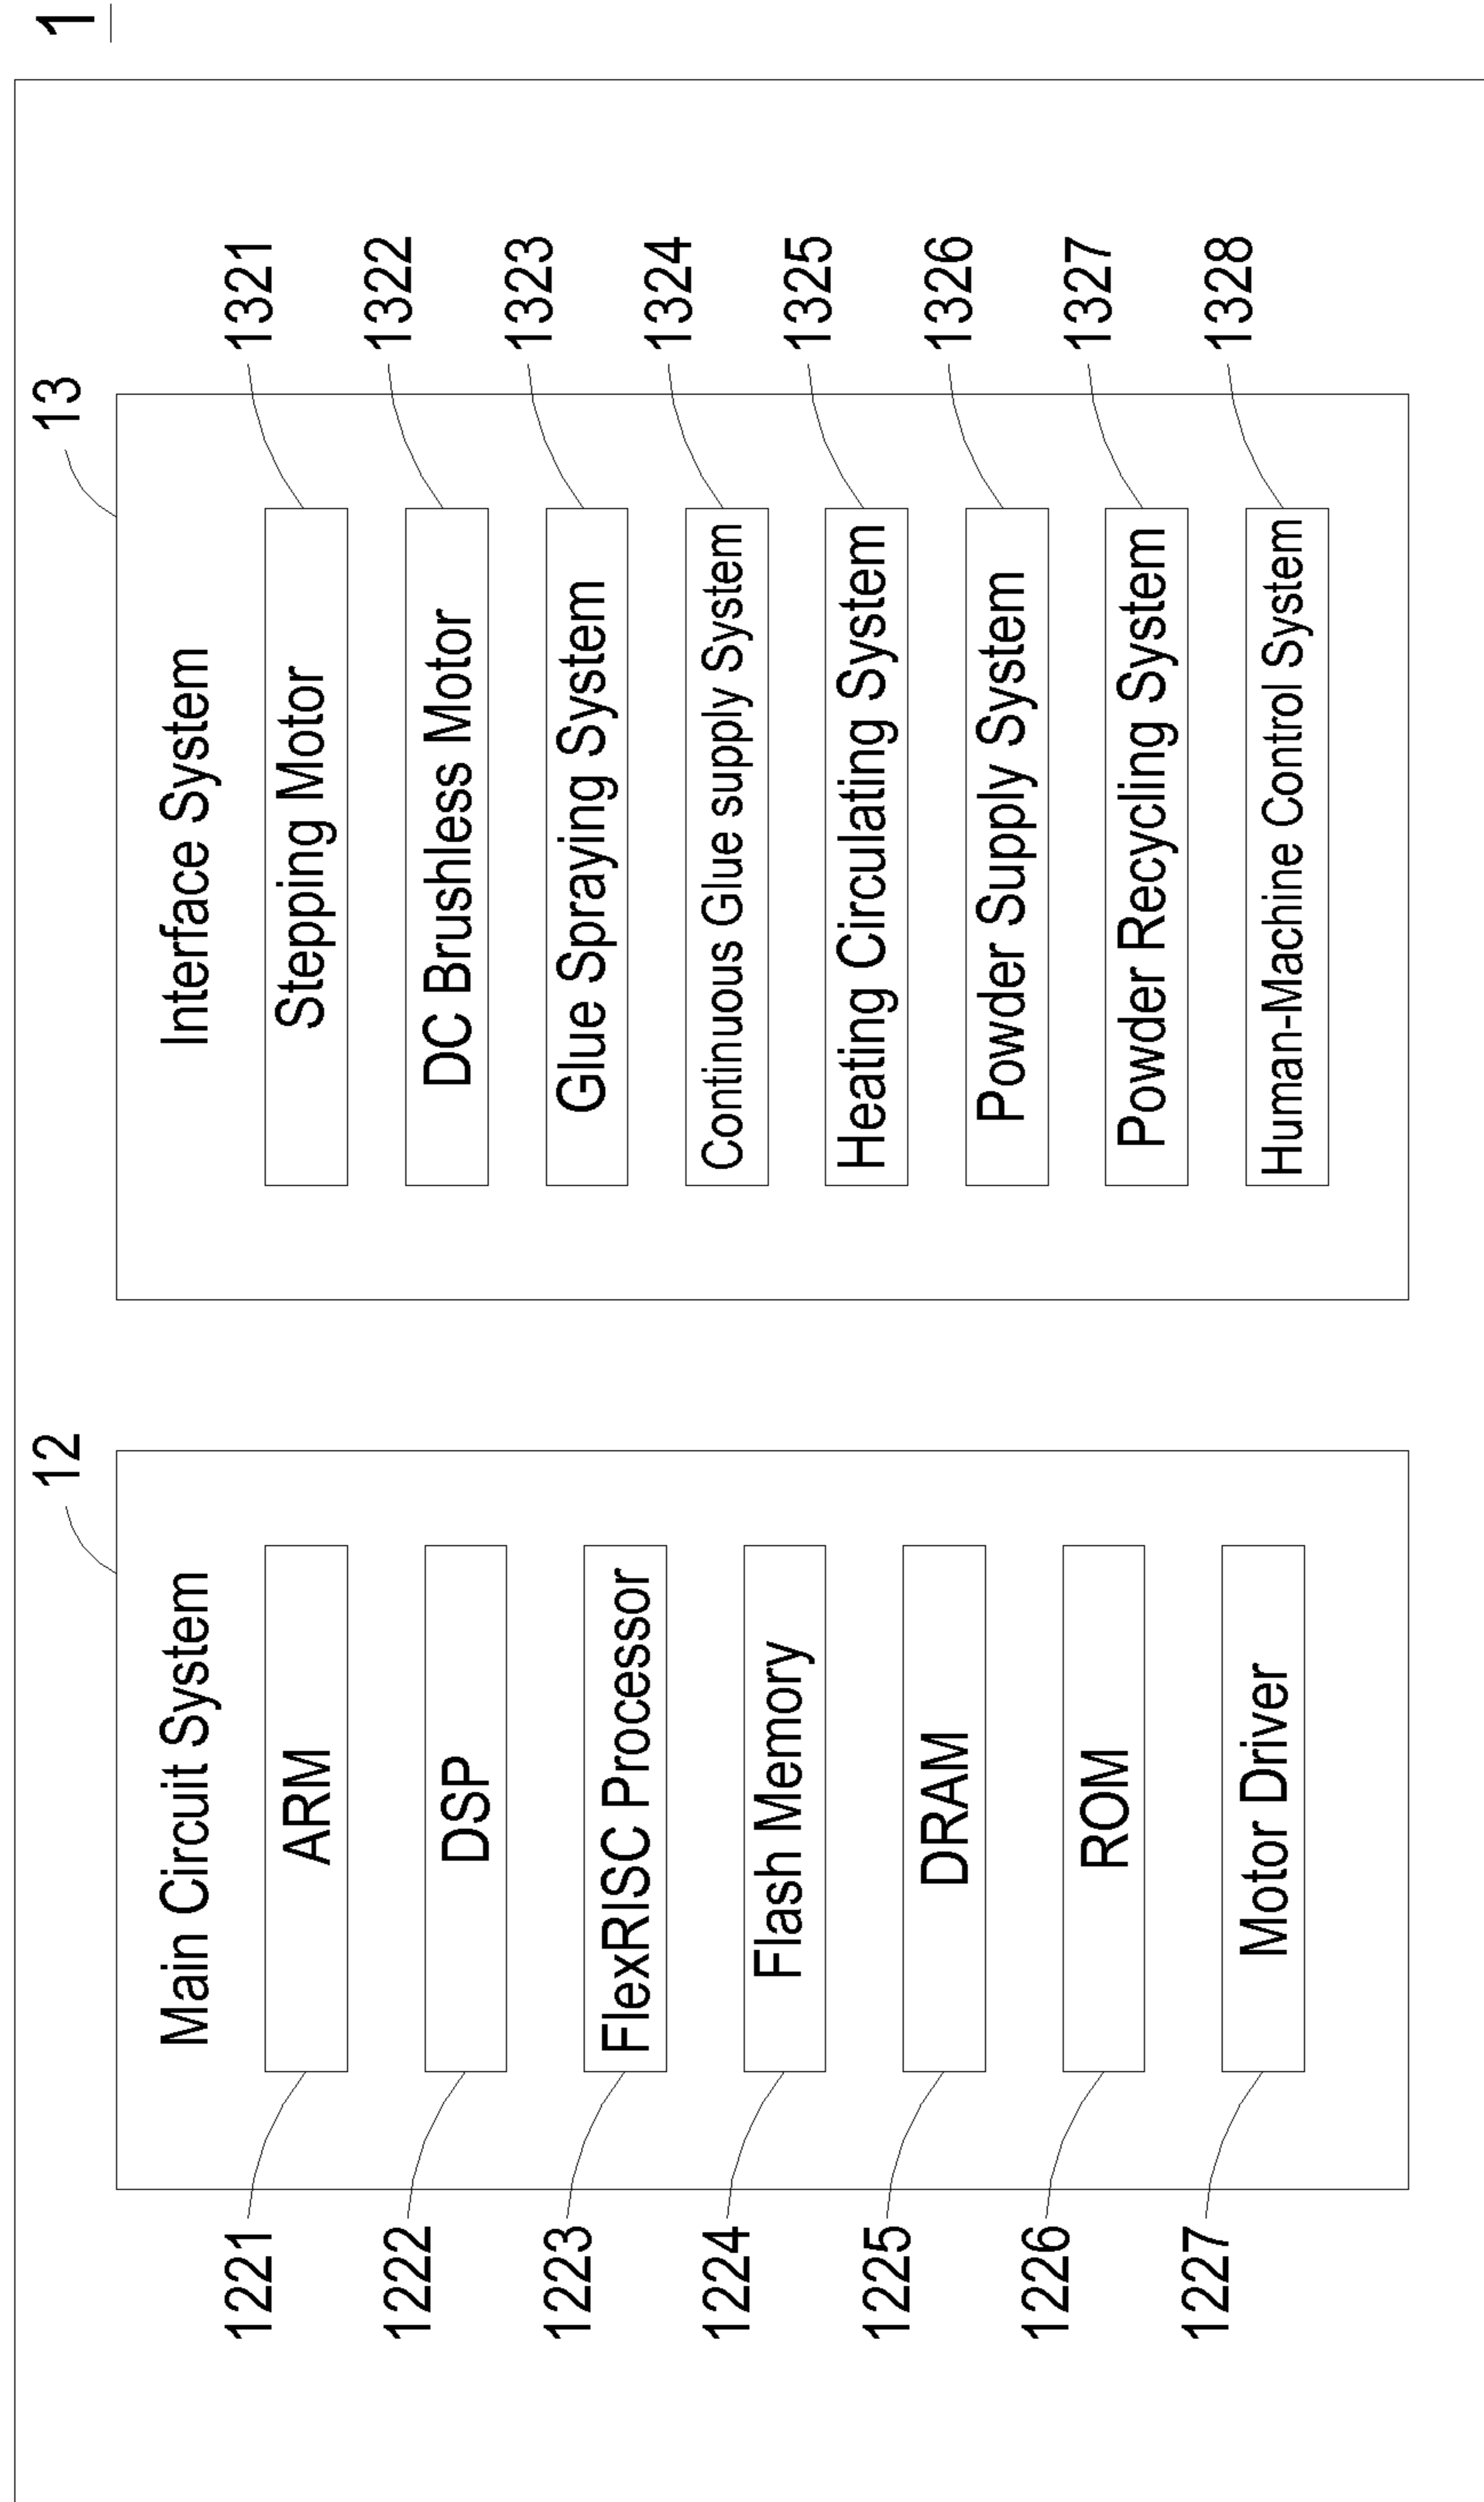 1
12
Main Circuit System
1221
ARM
1222
DSP
1223
FlexRISC Processor
1224
Flash Memory
1225
DRAM
1226
ROM
1227
Motor Driver
13
Interface System
Stepping Motor
1321
DC Brushless Motor
1322
Glue Spraying System
1323
Continuous Glue supply System
1324
Heating Circulating System
1325
Powder Supply System
1326
Powder Recycling System
1327
Human-Machine Control System
1328